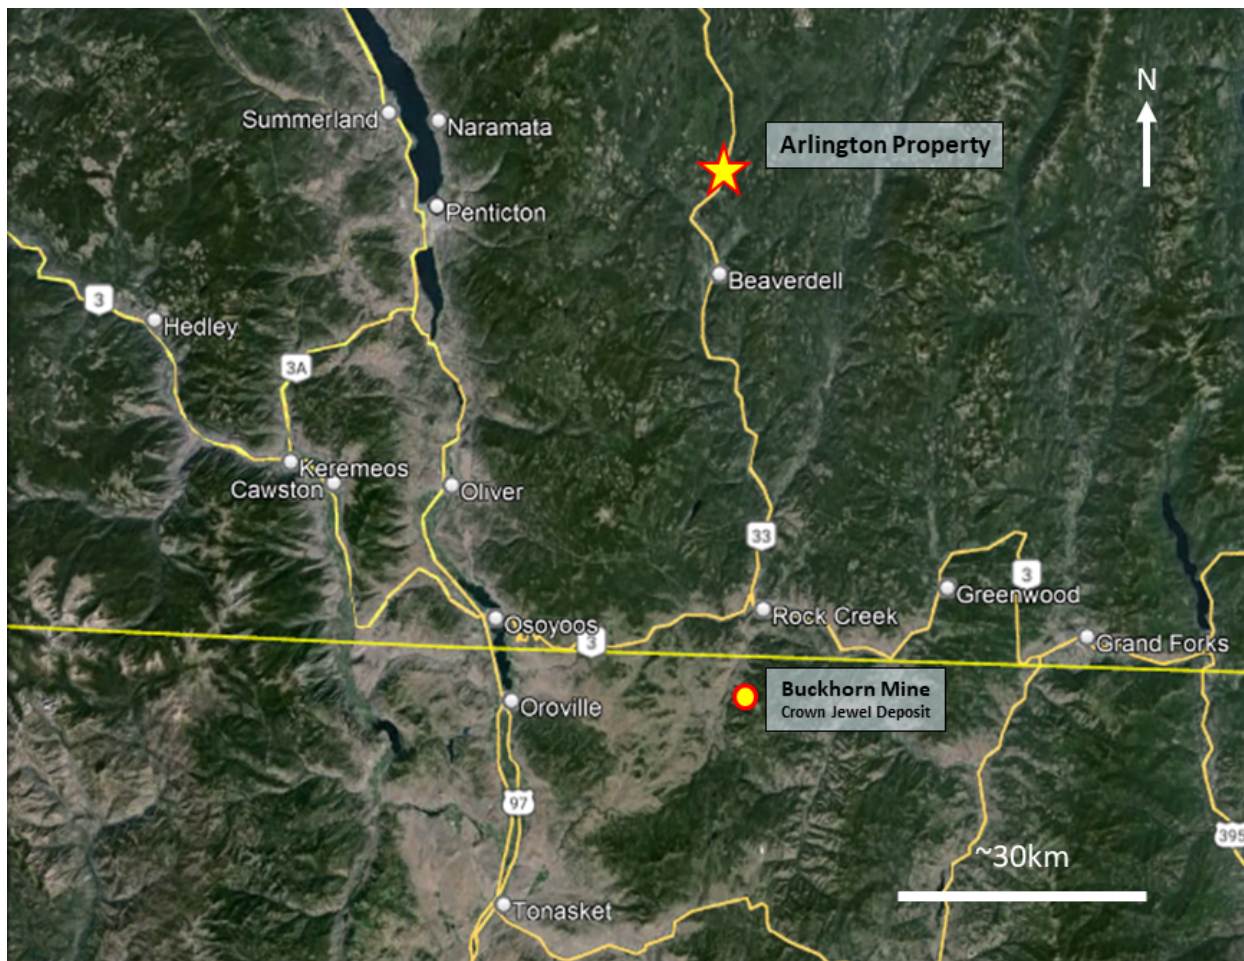 N
Summerland
Naramata
Arlington Property
Penticton
Beaverdell
3
Hedley
3A
Keremeos
Cawston
Oliver
33
3
Greenwood
Rock Creek
Osoyoos
3
Grand Forks
Buckhorn Mine
Crown Jewel Deposit
Oroville
97
395
~30km
Tonasket